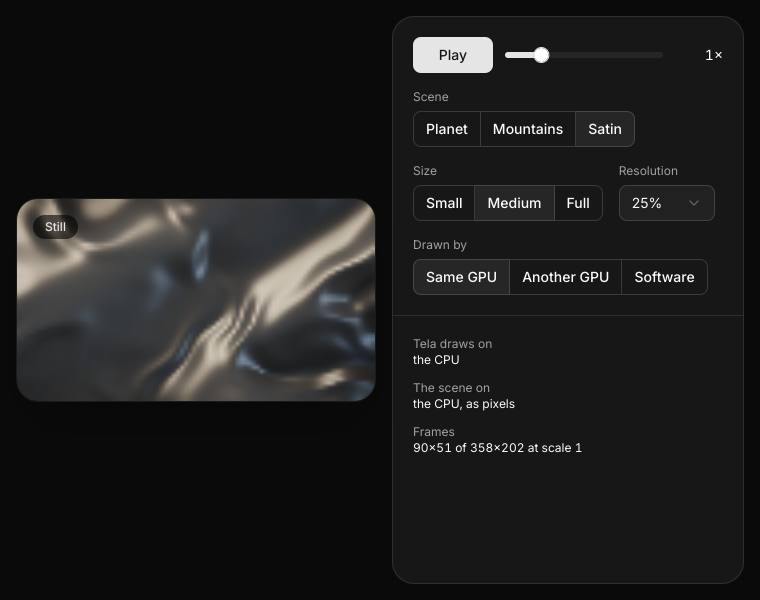 Play
1×
Scene
Planet
Mountains
Satin
Size
Resolution
Small
Medium
Full
25%
Still
Drawn by
Same GPU
Another GPU
Software
Tela draws on
the CPU
The scene on
the CPU, as pixels
Frames
90×51 of 358×202 at scale 1